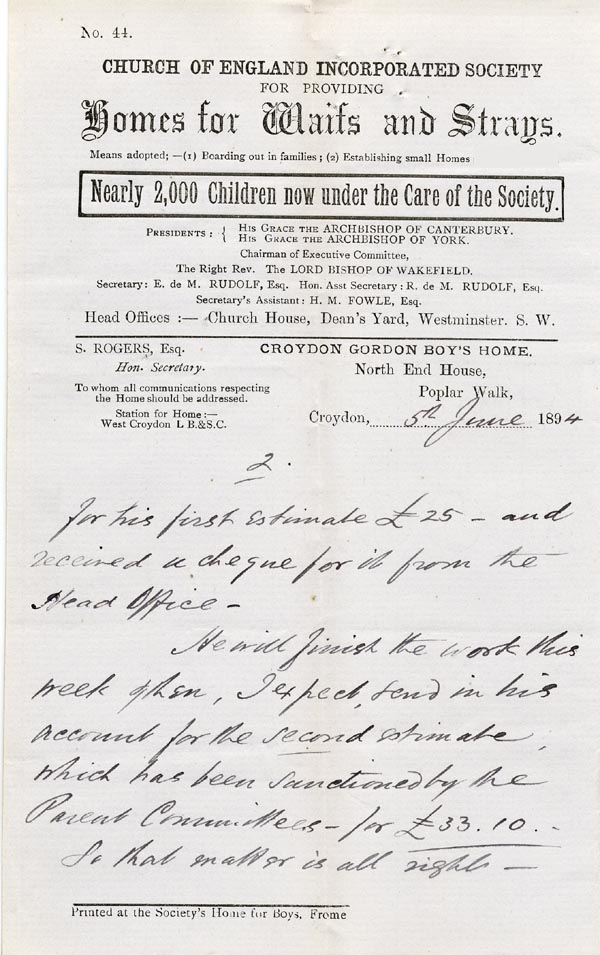 No. 44.
CHURCH OF ENGLAND INCORPORATED SOCIETY
FOR PROVIDING
Homes for Waifs and Strays.
Means adopted; —(1) Boarding out in families; (2) Establishing small Homes
Nearly 2,000 Children now under the Care of the Society.
PRESIDENTS: { HIS GRACE THE ARCHBISHOP OF CANTERBURY.
HIS GRACE THE ARCHBISHOP OF YORK.
Chairman of Executive Committee,
The Right Rev. The LORD BISHOP OF WAKEFIELD.
Secretary: E. de M. RUDOLF, Esq. Hon. Asst Secretary: R. de M. RUDOLF, Esq.
Secretary's Assistant: H. M. FOWLE, Esq.
Head Offices :— Church House, Dean's Yard, Westminster. S. W.
S. ROGERS, Esq.
Hon. Secretary.
To whom all communications respecting
the Home should be addressed.
Station for Home:—
West Croydon L B.&S.C.
CROYDON GORDON BOY'S HOME.
North End House,
Poplar Walk,
Croydon, 5th June 1894
2.
for his first estimate £25 – and
received a cheque for it from the
Head Office –
He will finish the work this
week & then, I expect, send in his
account for the second estimate,
which has been sanctioned by the
Parent Committee – for £33.10.–
So that matter is all right –
Printed at the Society's Home for Boys, Frome